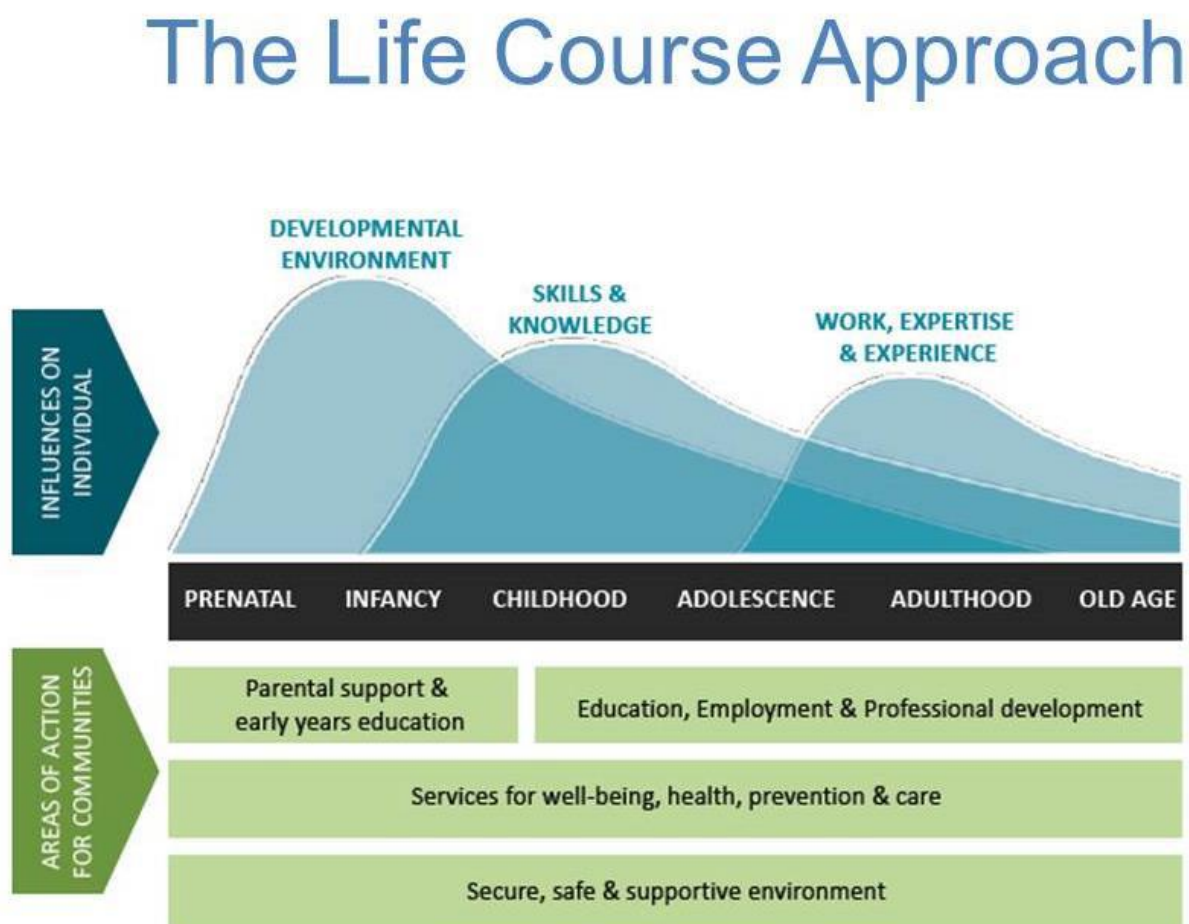 The Life Course Approach
DEVELOPMENTAL
ENVIRONMENT
SKILLS &
KNOWLEDGE
WORK, EXPERTISE
& EXPERIENCE
INFLUENCES ON
INDIVIDUAL
PRENATAL INFANCY CHILDHOOD ADOLESCENCE ADULTHOOD OLD AGE
AREAS OF ACTION
FOR COMMUNITIES
Parental support &
early years education
Education, Employment & Professional development
Services for well-being, health, prevention & care
Secure, safe & supportive environment